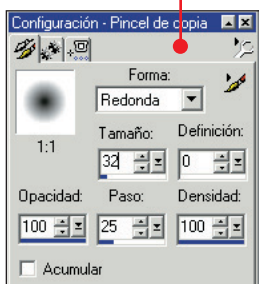 Configuración - Pincel de copia
Forma:
Redonda
1:1
Tamaño: Definición:
32 0
Opacidad: Paso: Densidad:
100 25 100
Acumular